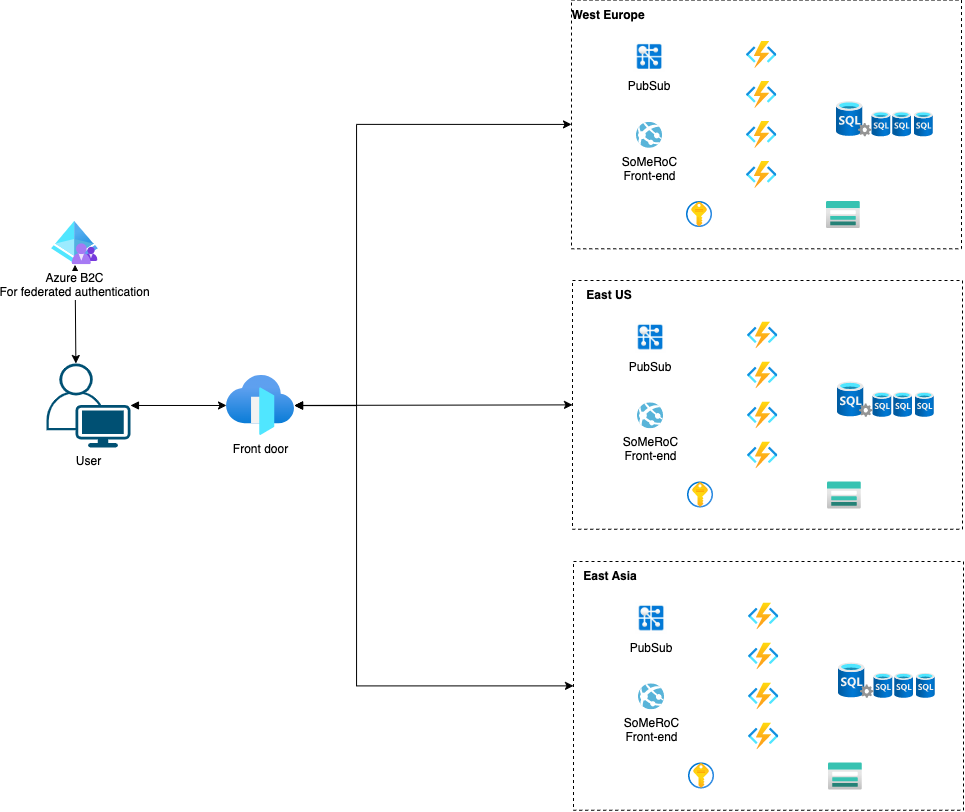 West Europe
PubSub
SoMeRoC
Front-end
SQL
SQL
SQL
SQL
Azure B2C
For federated authentication
User
Front door
East US
PubSub
SoMeRoC
Front-end
SQL
SQL
SQL
SQL
East Asia
PubSub
SoMeRoC
Front-end
SQL
SQL
SQL
SQL